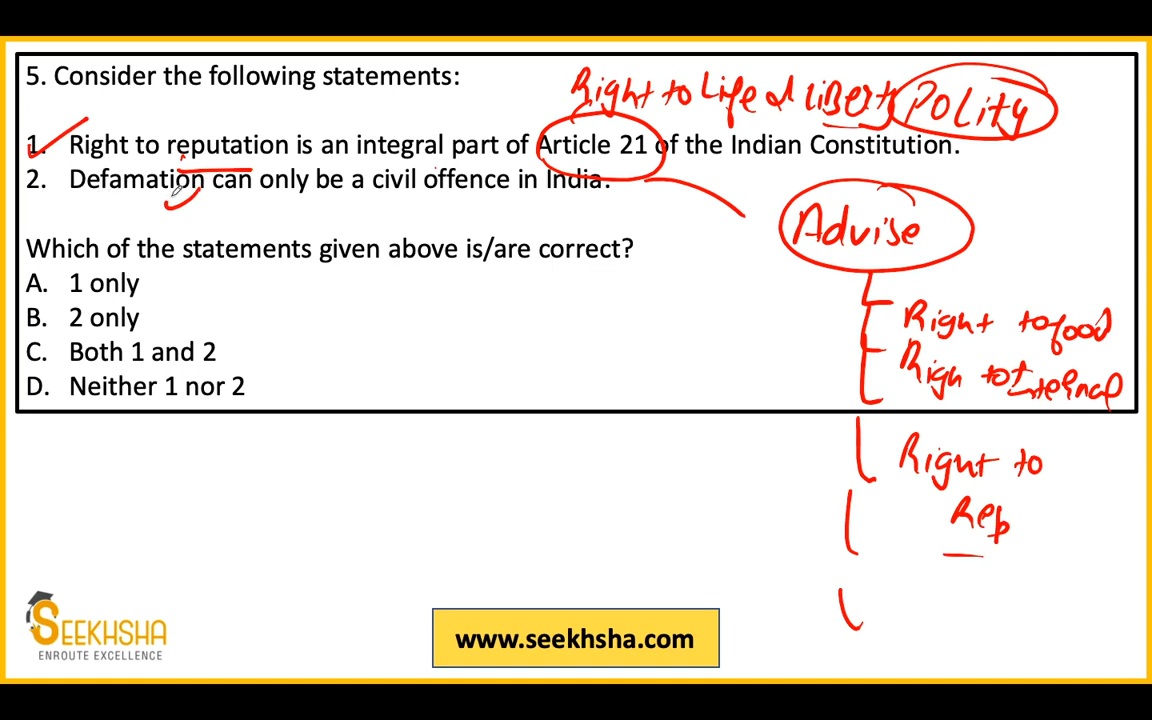 5. Consider the following statements:
Right to Life & Liberty POLITY
1. Right to reputation is an integral part of Article 21 of the Indian Constitution.
2. Defamation can only be a civil offence in India.
Advise
Which of the statements given above is/are correct?
A. 1 only
B. 2 only
C. Both 1 and 2
D. Neither 1 nor 2
Right to food
Righ to Internal
Right to
Rep
SEEKHSHA
ENROUTE EXCELLENCE
www.seekhsha.com